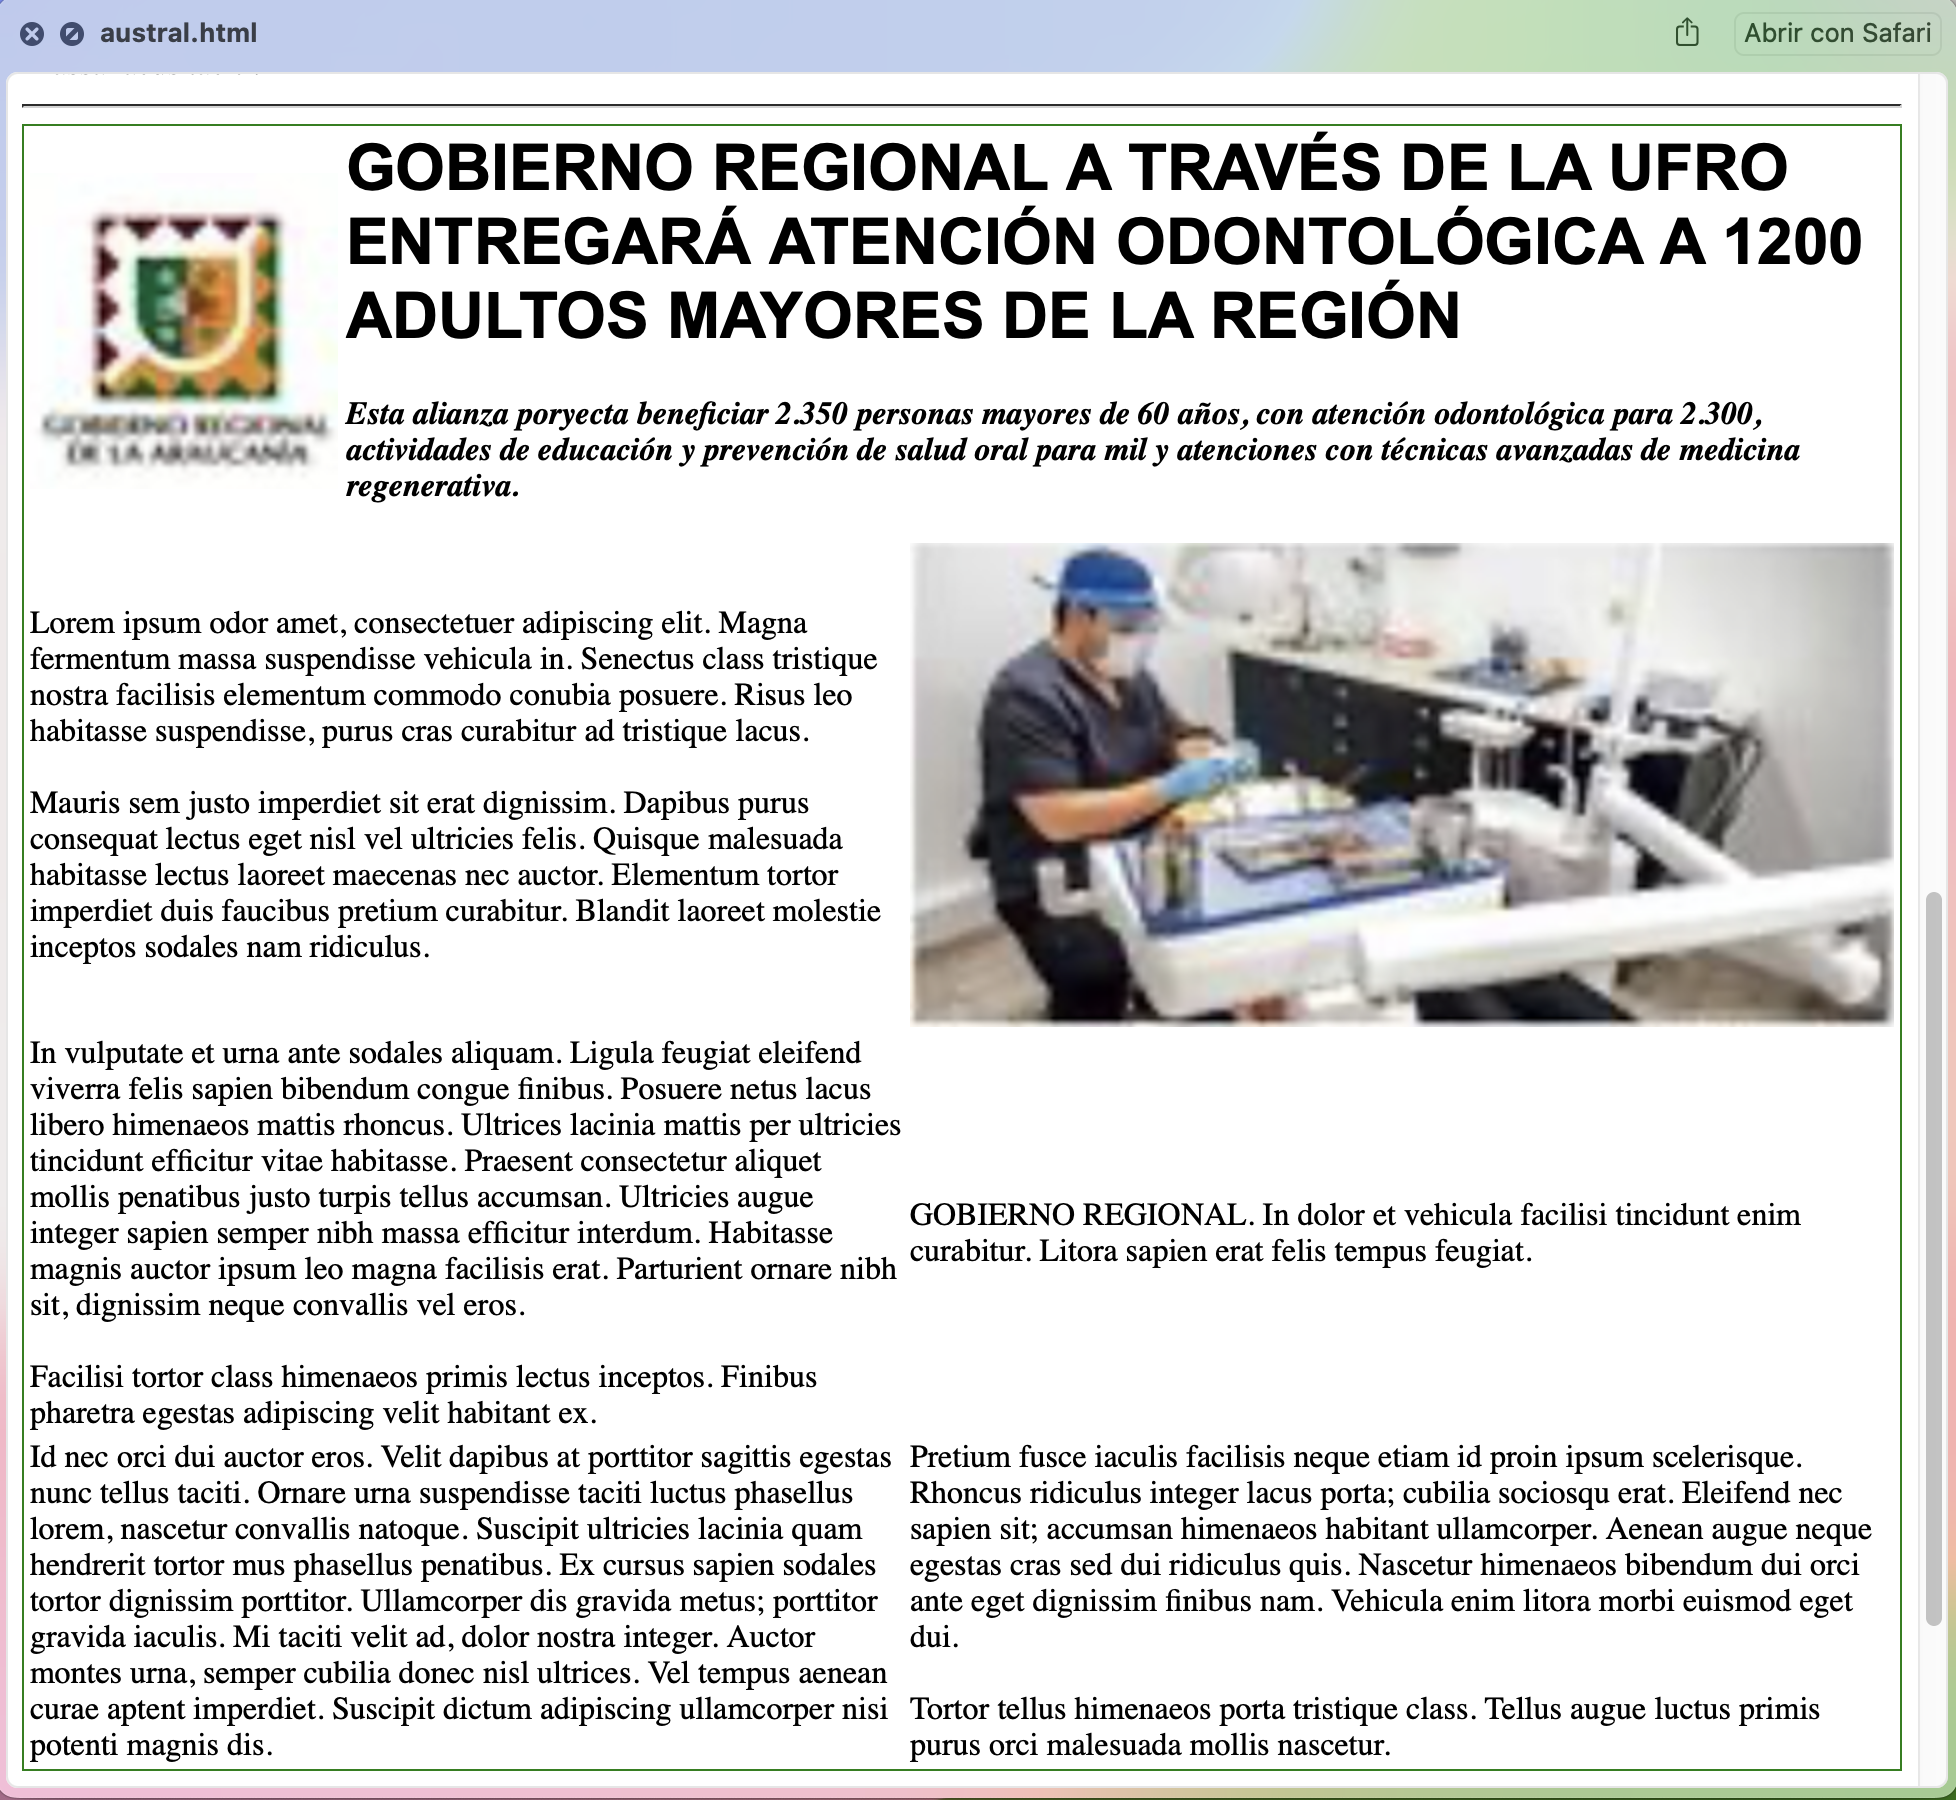 austral.html
Abrir con Safari
GOBIERNO REGIONAL A TRAVÉS DE LA UFRO
ENTREGARÁ ATENCIÓN ODONTOLÓGICA A 1200
ADULTOS MAYORES DE LA REGIÓN
GOBIERNO REGIONAL
DE LA ARAUCANÍA
Esta alianza poryecta beneficiar 2.350 personas mayores de 60 años, con atención odontológica para 2.300,
actividades de educación y prevención de salud oral para mil y atenciones con técnicas avanzadas de medicina
regenerativa.
Lorem ipsum odor amet, consectetuer adipiscing elit. Magna
fermentum massa suspendisse vehicula in. Senectus class tristique
nostra facilisis elementum commodo conubia posuere. Risus leo
habitasse suspendisse, purus cras curabitur ad tristique lacus.
Mauris sem justo imperdiet sit erat dignissim. Dapibus purus
consequat lectus eget nisl vel ultricies felis. Quisque malesuada
habitasse lectus laoreet maecenas nec auctor. Elementum tortor
imperdiet duis faucibus pretium curabitur. Blandit laoreet molestie
inceptos sodales nam ridiculus.
In vulputate et urna ante sodales aliquam. Ligula feugiat eleifend
viverra felis sapien bibendum congue finibus. Posuere netus lacus
libero himenaeos mattis rhoncus. Ultrices lacinia mattis per ultricies
tincidunt efficitur vitae habitasse. Praesent consectetur aliquet
mollis penatibus justo turpis tellus accumsan. Ultricies augue
integer sapien semper nibh massa efficitur interdum. Habitasse
magnis auctor ipsum leo magna facilisis erat. Parturient ornare nibh
sit, dignissim neque convallis vel eros.
Facilisi tortor class himenaeos primis lectus inceptos. Finibus
pharetra egestas adipiscing velit habitant ex.
GOBIERNO REGIONAL. In dolor et vehicula facilisi tincidunt enim
curabitur. Litora sapien erat felis tempus feugiat.
Id nec orci dui auctor eros. Velit dapibus at porttitor sagittis egestas
nunc tellus taciti. Ornare urna suspendisse taciti luctus phasellus
lorem, nascetur convallis natoque. Suscipit ultricies lacinia quam
hendrerit tortor mus phasellus penatibus. Ex cursus sapien sodales
tortor dignissim porttitor. Ullamcorper dis gravida metus; porttitor
gravida iaculis. Mi taciti velit ad, dolor nostra integer. Auctor
montes urna, semper cubilia donec nisl ultrices. Vel tempus aenean
curae aptent imperdiet. Suscipit dictum adipiscing ullamcorper nisi
potenti magnis dis.
Pretium fusce iaculis facilisis neque etiam id proin ipsum scelerisque.
Rhoncus ridiculus integer lacus porta; cubilia sociosqu erat. Eleifend nec
sapien sit; accumsan himenaeos habitant ullamcorper. Aenean augue neque
egestas cras sed dui ridiculus quis. Nascetur himenaeos bibendum dui orci
ante eget dignissim finibus nam. Vehicula enim litora morbi euismod eget
dui.
Tortor tellus himenaeos porta tristique class. Tellus augue luctus primis
purus orci malesuada mollis nascetur.